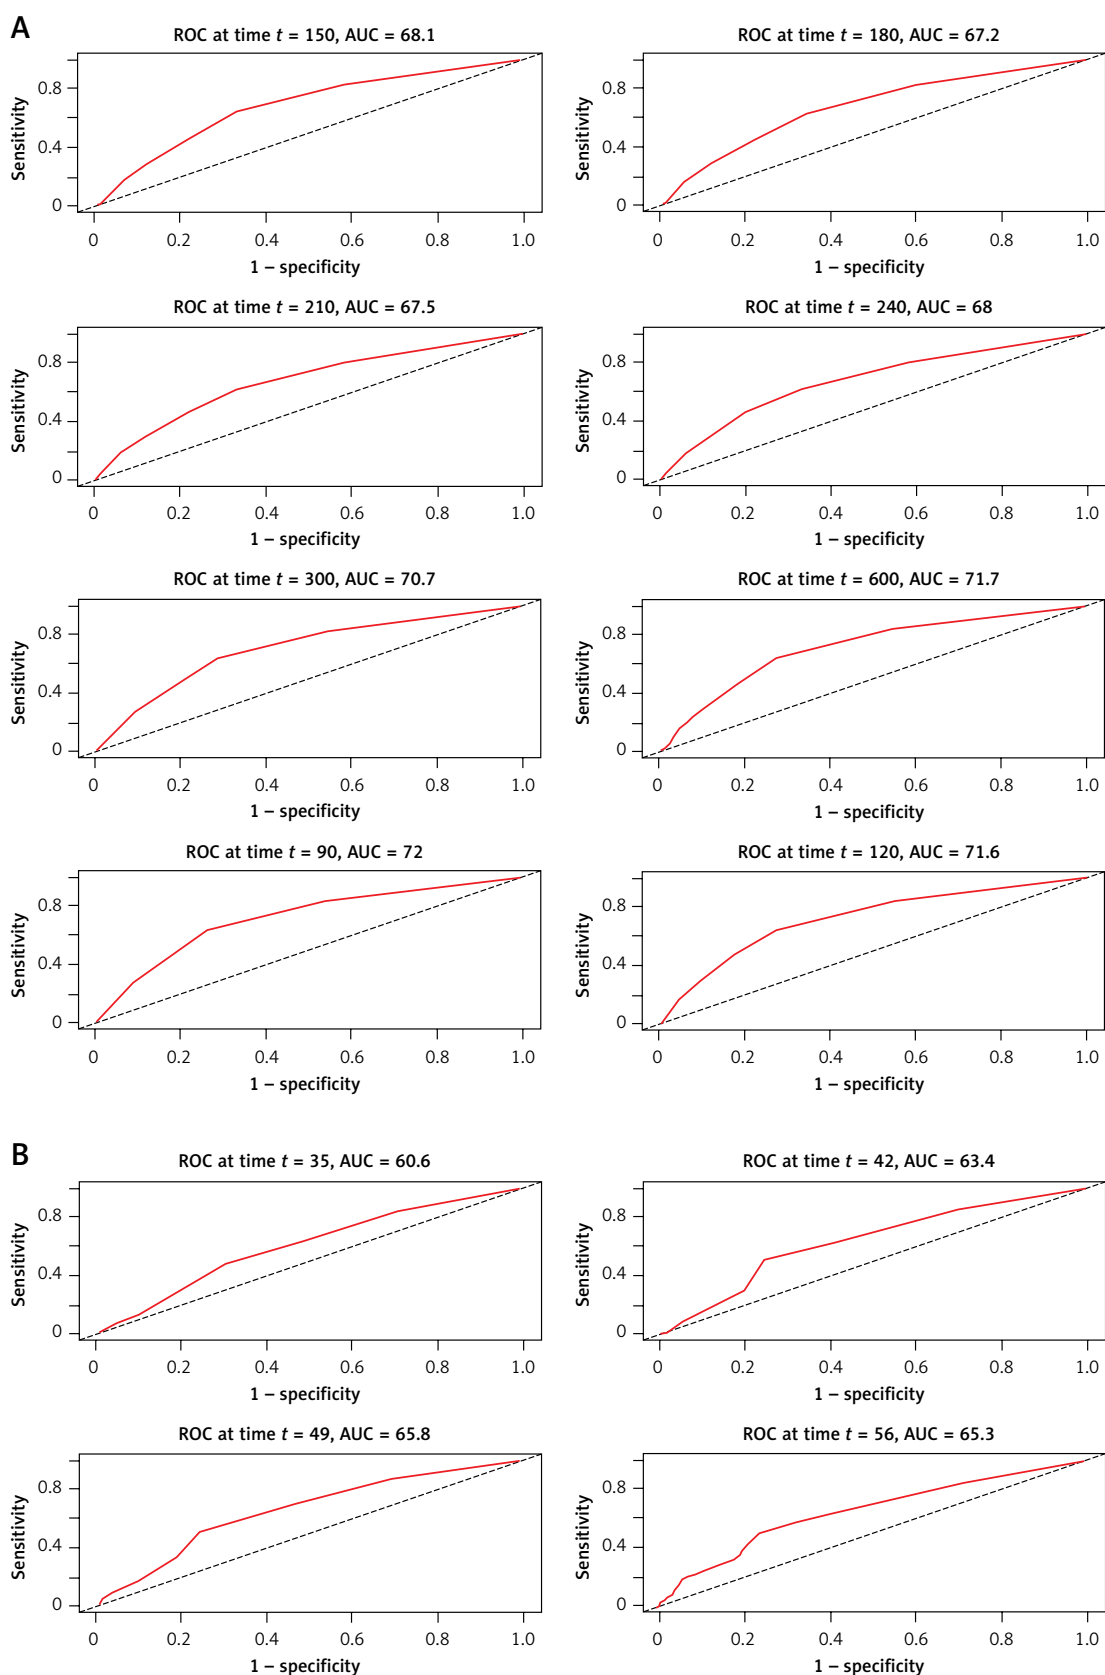 A
ROC at time t = 150, AUC = 68.1
Sensitivity
0.8
0.4
0
0 0.2 0.4 0.6 0.8 1.0
1 – specificity
ROC at time t = 180, AUC = 67.2
Sensitivity
0.8
0.4
0
0 0.2 0.4 0.6 0.8 1.0
1 – specificity
ROC at time t = 210, AUC = 67.5
Sensitivity
0.8
0.4
0
0 0.2 0.4 0.6 0.8 1.0
1 – specificity
ROC at time t = 240, AUC = 68
Sensitivity
0.8
0.4
0
0 0.2 0.4 0.6 0.8 1.0
1 – specificity
ROC at time t = 300, AUC = 70.7
Sensitivity
0.8
0.4
0
0 0.2 0.4 0.6 0.8 1.0
1 – specificity
ROC at time t = 600, AUC = 71.7
Sensitivity
0.8
0.4
0
0 0.2 0.4 0.6 0.8 1.0
1 – specificity
ROC at time t = 90, AUC = 72
Sensitivity
0.8
0.4
0
0 0.2 0.4 0.6 0.8 1.0
1 – specificity
ROC at time t = 120, AUC = 71.6
Sensitivity
0.8
0.4
0
0 0.2 0.4 0.6 0.8 1.0
1 – specificity
B
ROC at time t = 35, AUC = 60.6
Sensitivity
0.8
0.4
0
0 0.2 0.4 0.6 0.8 1.0
1 – specificity
ROC at time t = 42, AUC = 63.4
Sensitivity
0.8
0.4
0
0 0.2 0.4 0.6 0.8 1.0
1 – specificity
ROC at time t = 49, AUC = 65.8
Sensitivity
0.8
0.4
0
0 0.2 0.4 0.6 0.8 1.0
1 – specificity
ROC at time t = 56, AUC = 65.3
Sensitivity
0.8
0.4
0
0 0.2 0.4 0.6 0.8 1.0
1 – specificity